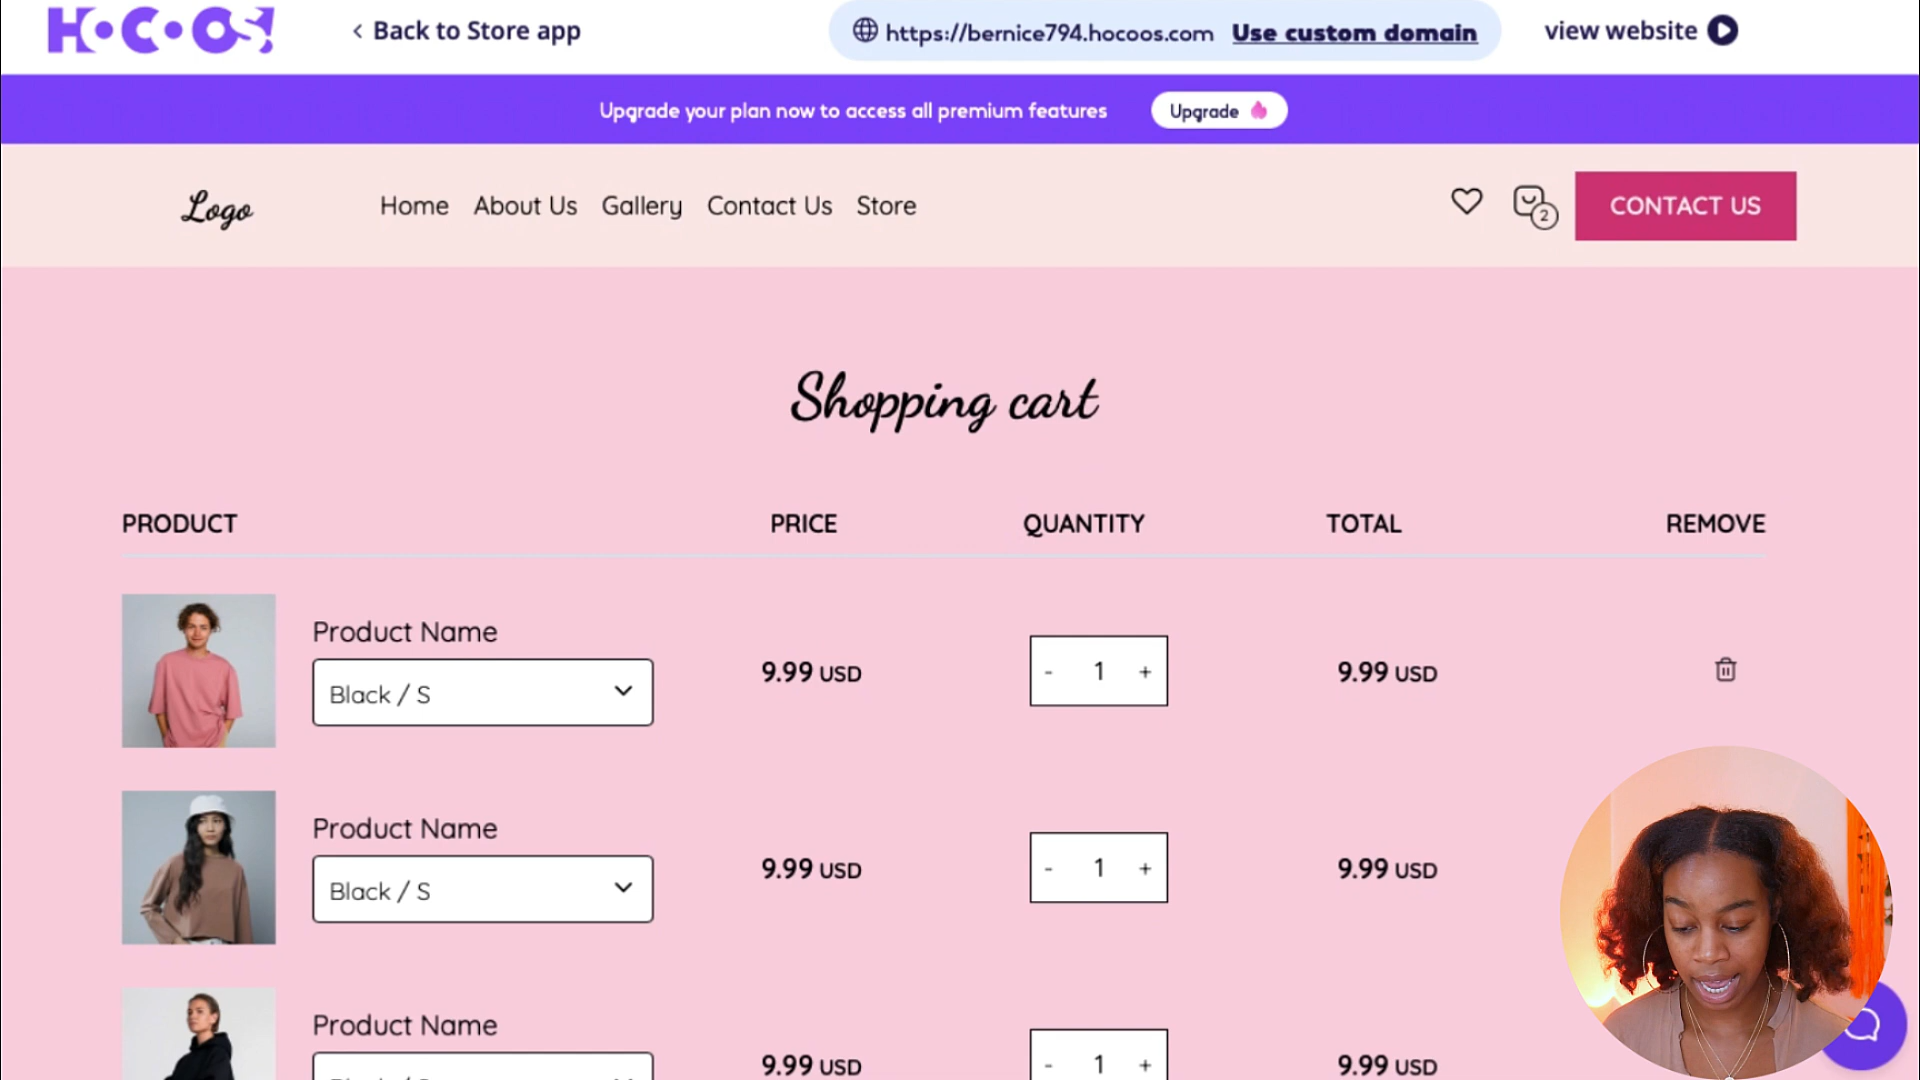 HOCOOS!
< Back to Store app
https://bernice794.hocoos.com Use custom domain
view website
Upgrade your plan now to access all premium features
Upgrade
Logo
Home About Us Gallery Contact Us Store
2
CONTACT US
Shopping cart
PRODUCT PRICE QUANTITY TOTAL REMOVE
Product Name
Black / S
9.99 USD
- 1 +
9.99 USD
Product Name
Black / S
9.99 USD
- 1 +
9.99 USD
Product Name
9.99 USD
- 1 +
9.99 USD